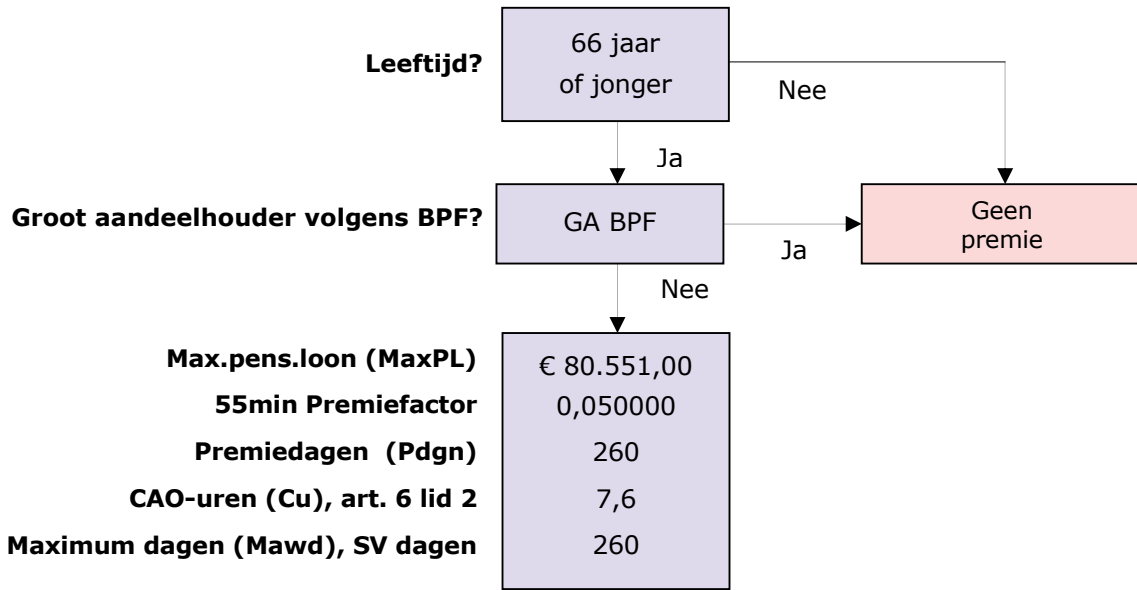 Leeftijd?
66 jaar
of jonger
Nee
Ja
Groot aandeelhouder volgens BPF?
GA BPF
Ja
Geen
premie
Nee
Max.pens.loon (MaxPL)
€ 80.551,00
55min Premiefactor
0,050000
Premiedagen (Pdgn)
260
CAO-uren (Cu), art. 6 lid 2
7,6
Maximum dagen (Mawd), SV dagen
260